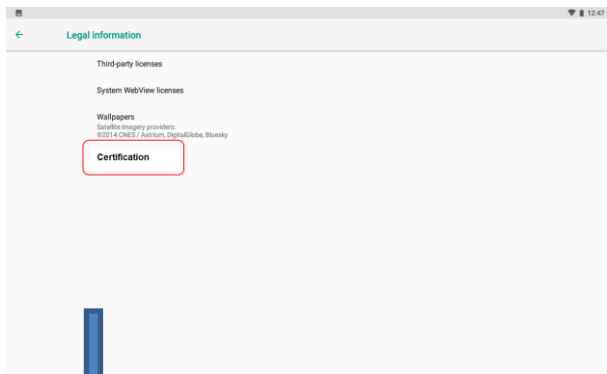 12:47
Legal information
Third-party licenses
System WebView licenses
Wallpapers
Satellite imagery providers:
©2014 CNES / Astrium, DigitalGlobe, Bluesky
Certification